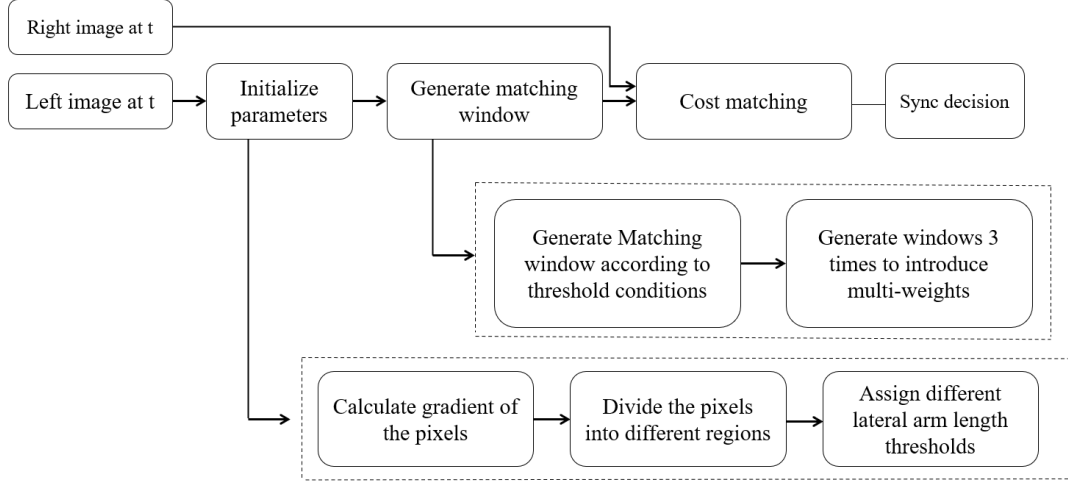 Right image at t
Left image at t
Initialize
parameters
Generate matching
window
Cost matching
Sync decision
Generate Matching
window according to
threshold conditions
Generate windows 3
times to introduce
multi-weights
Calculate gradient of
the pixels
Divide the pixels
into different regions
Assign different
lateral arm length
thresholds